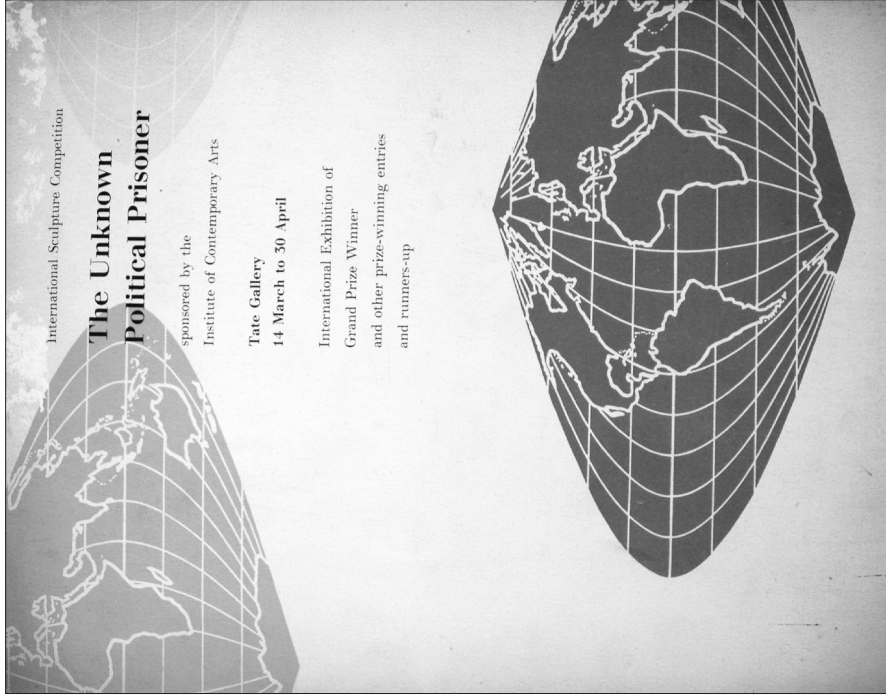 International Sculpture Competition
The Unknown
Political Prisoner
sponsored by the
Institute of Contemporary Arts
Tate Gallery
14 March to 30 April
International Exhibition of
Grand Prize Winner
and other prize-winning entries
and runners-up